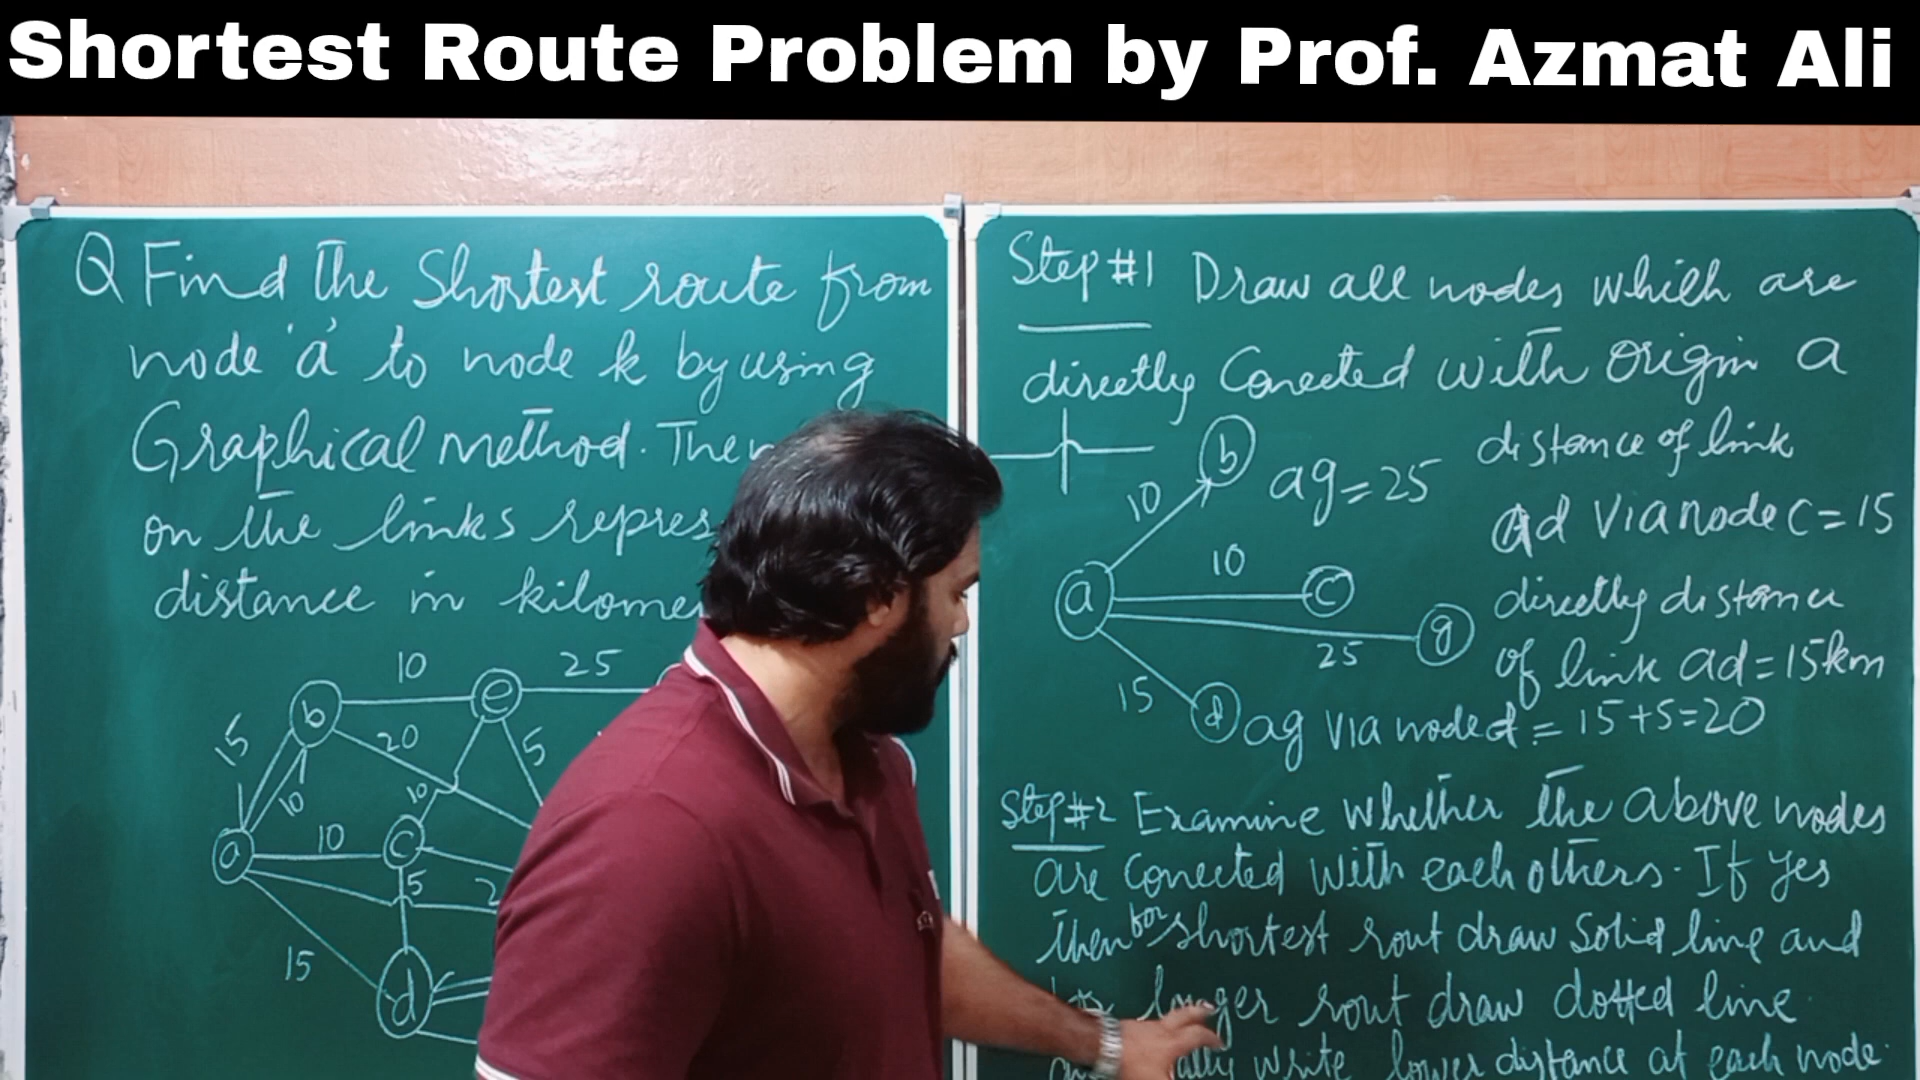 Shortest Route Problem by Prof. Azmat Ali
Q Find the Shortest route from
node 'a' to node k by using
Graphical method. The
on the links repres
distance in kilome
10
25
b
e
15
20
5
10
10
a
10
c
5
2
15
d
Step #1 Draw all nodes which are
directly Conected with origin a
b
ag = 25
distance of link
10
ad Via node C = 15
10
a
c
directly distance
g
25
of link ad = 15km
15
d
ag via node d = 15+5=20
Step #2 Examine whether the above nodes
are Conected with each others. If yes
then for shortest rout draw solid line and
longer rout draw dotted line
write lower distance at each node.